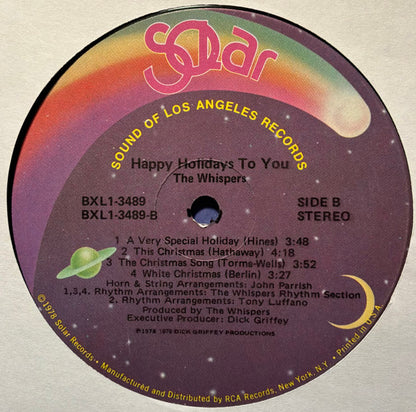 Solar
SOUND OF LOS ANGELES RECORDS
Happy Holidays To You
The Whispers
BXL1-3489
BXL1-3489-B
SIDE B
STEREO
1 A Very Special Holiday (Hines) 3:48
2 This Christmas (Hathaway) 4:18
3 The Christmas Song (Torme-Wells) 3:52
4 White Christmas (Berlin) 3:27
Horn & String Arrangements: John Parrish
1,3,4. Rhythm Arrangements: The Whispers Rhythm Section
2. Rhythm Arrangements: Tony Luffano
Produced by The Whispers
Executive Producer: Dick Griffey
℗1978 1979 DICK GRIFFEY PRODUCTIONS
©1978 Solar Records • Manufactured and Distributed by RCA Records, New York, N.Y. • Printed in U.S.A.